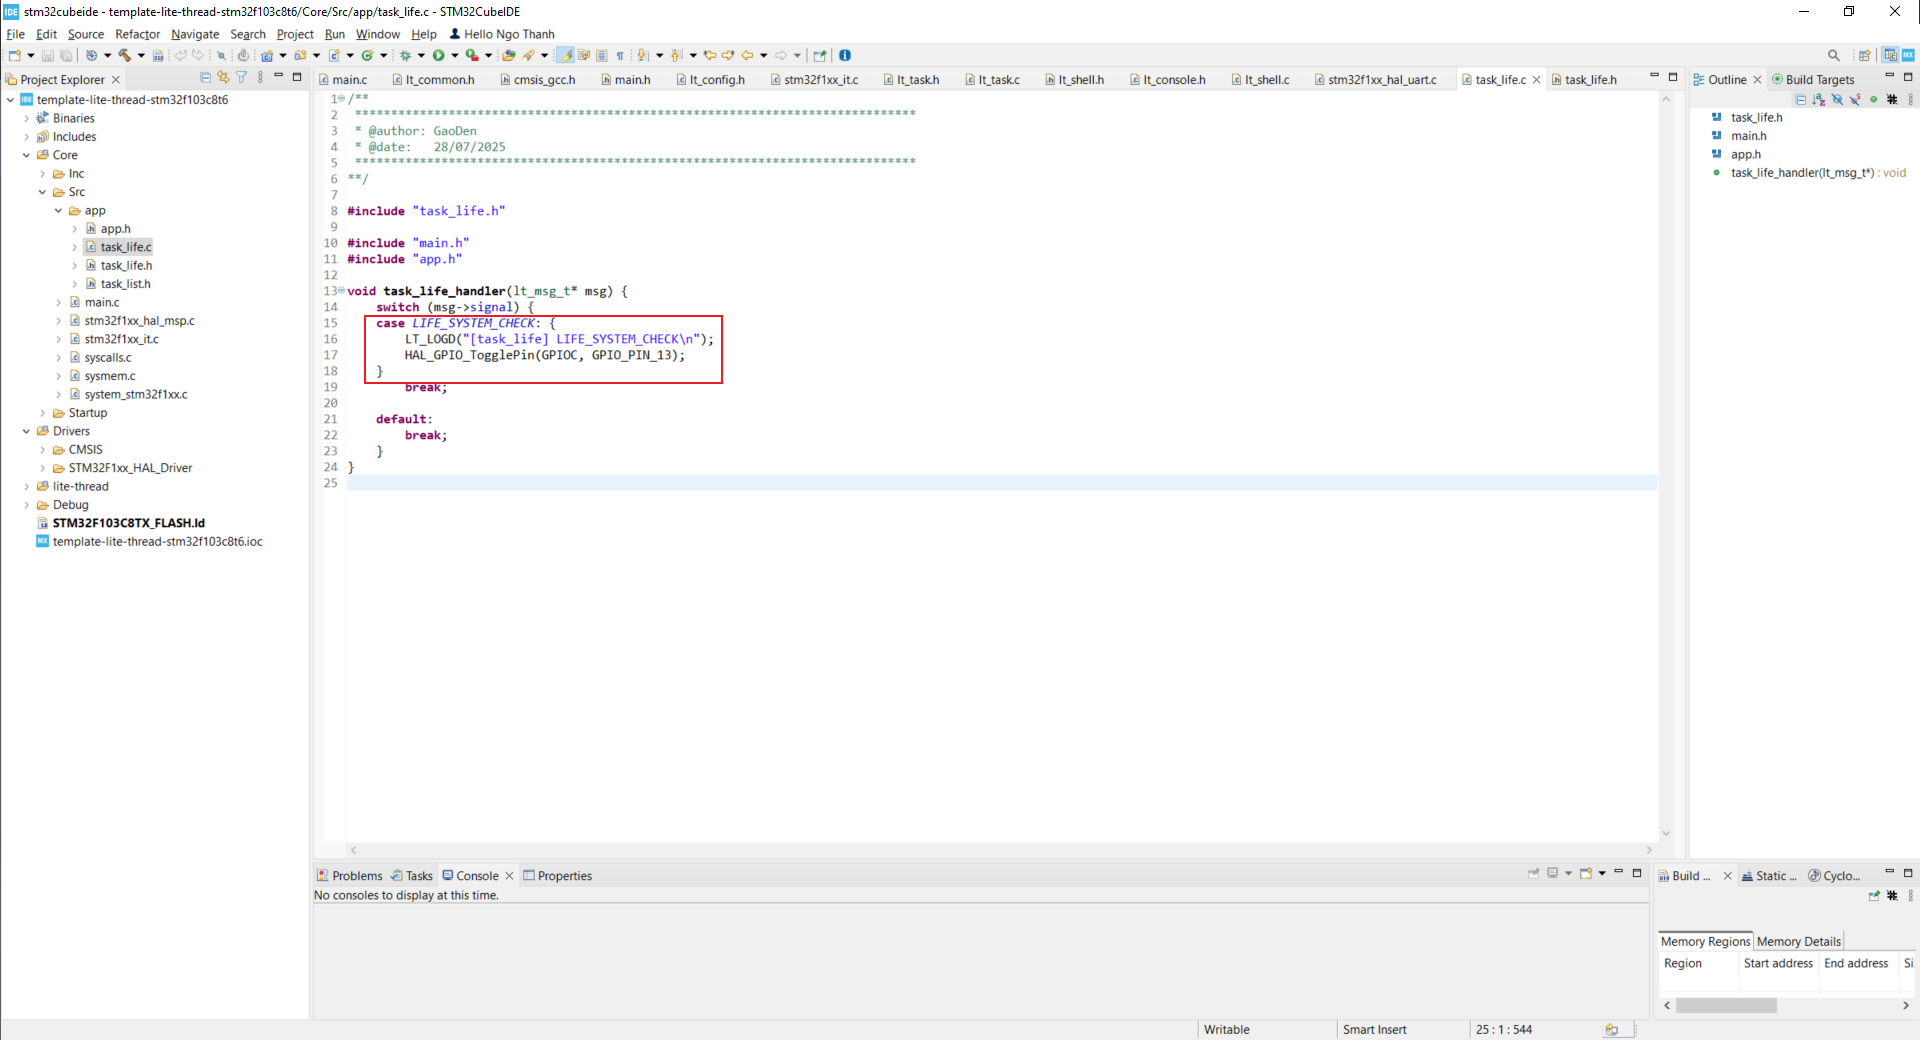 IDE stm32cubeide - template-lite-thread-stm32f103c8t6/Core/Src/app/task_life.c - STM32CubeIDE
File Edit Source Refactor Navigate Search Project Run Window Help Hello Ngo Thanh
Project Explorer
template-lite-thread-stm32f103c8t6
Binaries
Includes
Core
Inc
Src
app
app.h
task_life.c
task_life.h
task_list.h
main.c
stm32f1xx_hal_msp.c
stm32f1xx_it.c
syscalls.c
sysmem.c
system_stm32f1xx.c
Startup
Drivers
CMSIS
STM32F1xx_HAL_Driver
lite-thread
Debug
STM32F103C8TX_FLASH.ld
template-lite-thread-stm32f103c8t6.ioc
main.c lt_common.h cmsis_gcc.h main.h lt_config.h stm32f1xx_it.c lt_task.h lt_task.c lt_shell.h lt_console.h lt_shell.c stm32f1xx_hal_uart.c task_life.c task_life.h
1 /**
2 ******************************************************************************
3 * @author: GaoDen
4 * @date: 28/07/2025
5 ******************************************************************************
6 **/
7
8 #include "task_life.h"
9
10 #include "main.h"
11 #include "app.h"
12
13 void task_life_handler(lt_msg_t* msg) {
14 switch (msg->signal) {
15 case LIFE_SYSTEM_CHECK: {
16 LT_LOGD("[task_life] LIFE_SYSTEM_CHECK\n");
17 HAL_GPIO_TogglePin(GPIOC, GPIO_PIN_13);
18 }
19 break;
20
21 default:
22 break;
23 }
24 }
25
Outline Build Targets
task_life.h
main.h
app.h
task_life_handler(lt_msg_t*) : void
Problems Tasks Console Properties
No consoles to display at this time.
Build ... Static ... Cyclo...
Memory Regions Memory Details
Region Start address End address Si
Writable Smart Insert 25 : 1 : 544